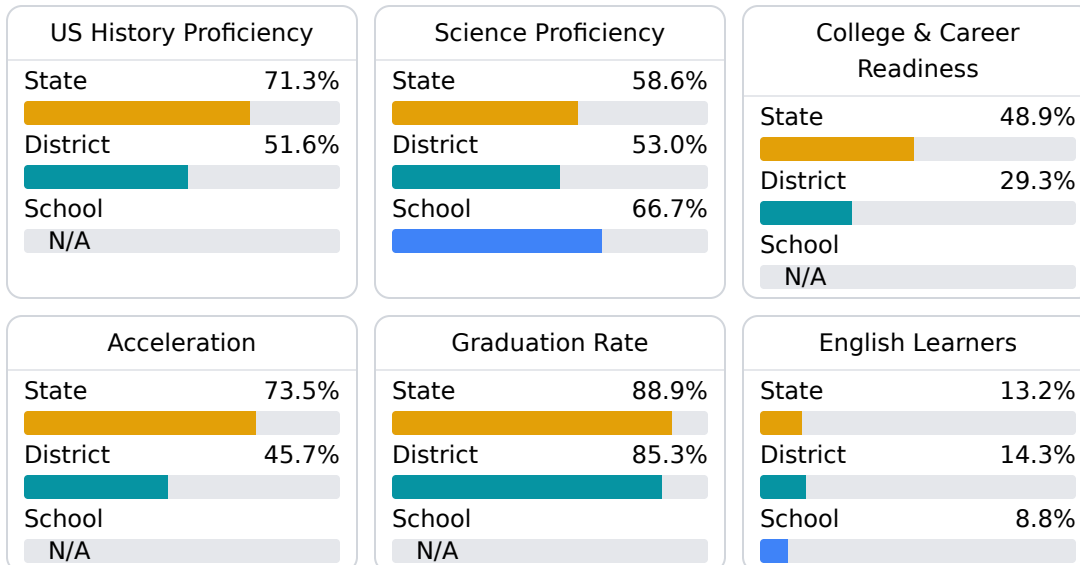 US History Proficiency
State 71.3%
District 51.6%
School
N/A
Science Proficiency
State 58.6%
District 53.0%
School 66.7%
College & Career
Readiness
State 48.9%
District 29.3%
School
N/A
Acceleration
State 73.5%
District 45.7%
School
N/A
Graduation Rate
State 88.9%
District 85.3%
School
N/A
English Learners
State 13.2%
District 14.3%
School 8.8%